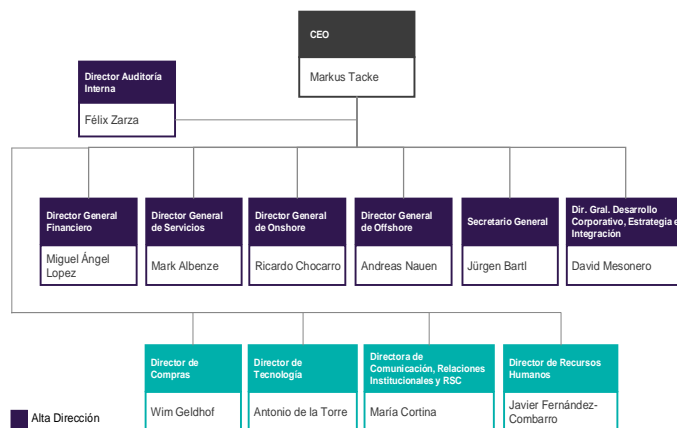 CEO
Markus Tacke
Director Auditoría
Interna
Félix Zarza
Director General
Financiero
Miguel Ángel
Lopez
Director General
de Servicios
Mark Albenze
Director General
de Onshore
Ricardo Chocarro
Director General
de Offshore
Andreas Nauen
Secretario General
Jürgen Bartl
Dir. Gral. Desarrollo
Corporativo, Estrategia e
Integración
David Mesonero
Director de
Compras
Wim Geldhof
Director de
Tecnología
Antonio de la Torre
Directora de
Comunicación, Relaciones
Institucionales y RSC
María Cortina
Director de Recursos
Humanos
Javier Fernández-
Combarro
Alta Dirección